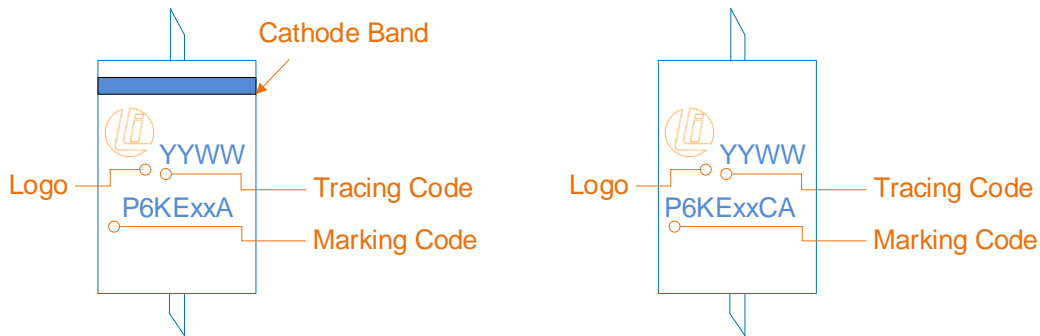 Cathode Band
YYWW
Logo
Tracing Code
P6KExxA
Marking Code
YYWW
Logo
Tracing Code
P6KExxCA
Marking Code